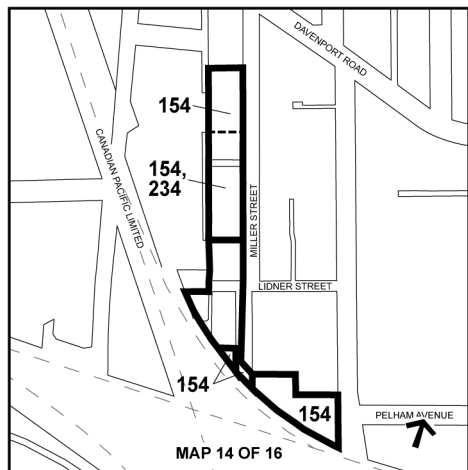 DAVENPORT ROAD
154
CANADIAN PACIFIC LIMITED
154,
234
MILLER STREET
LIDNER STREET
154
154
PELHAM AVENUE
MAP 14 OF 16